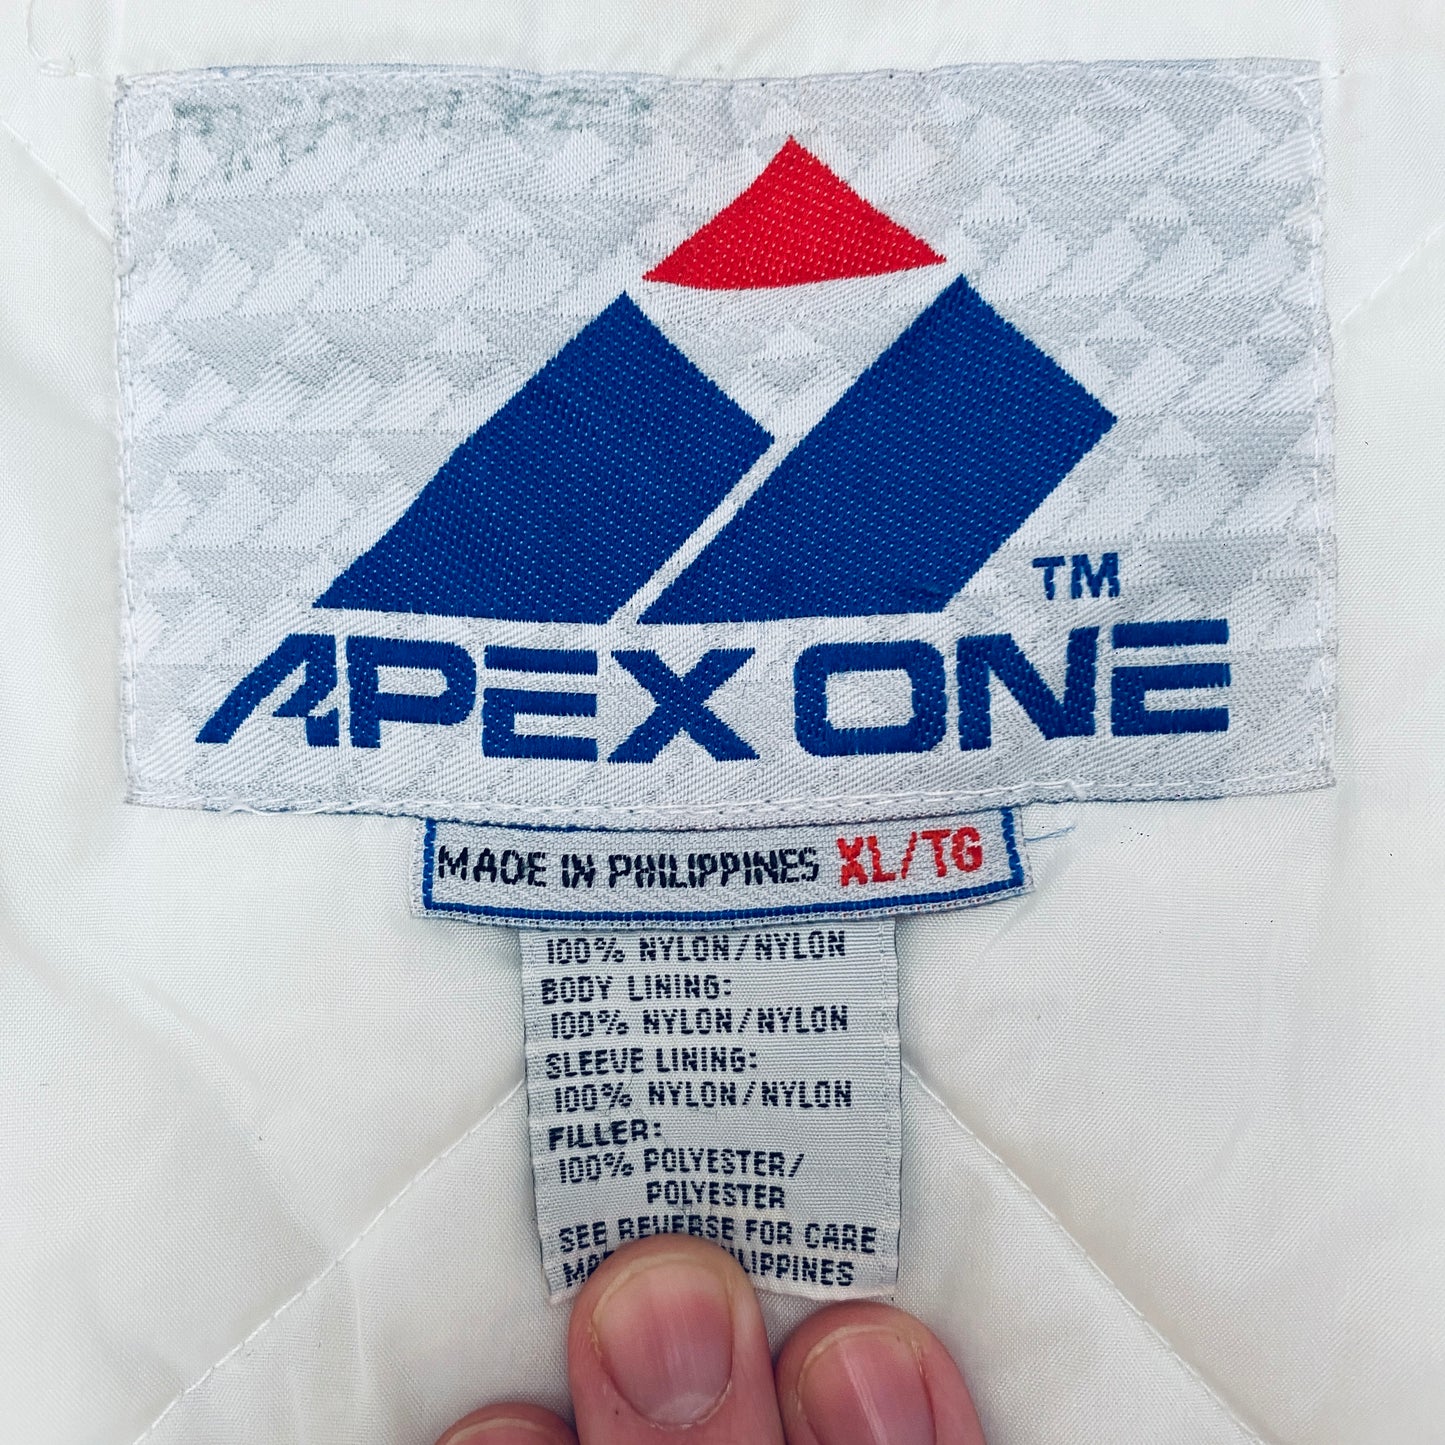 TM
APEX ONE
MADE IN PHILIPPINES XL/TG
100% NYLON/NYLON
BODY LINING:
100% NYLON/NYLON
SLEEVE LINING:
100% NYLON/NYLON
FILLER:
100% POLYESTER/
POLYESTER
SEE REVERSE FOR CARE
PHILIPPINES